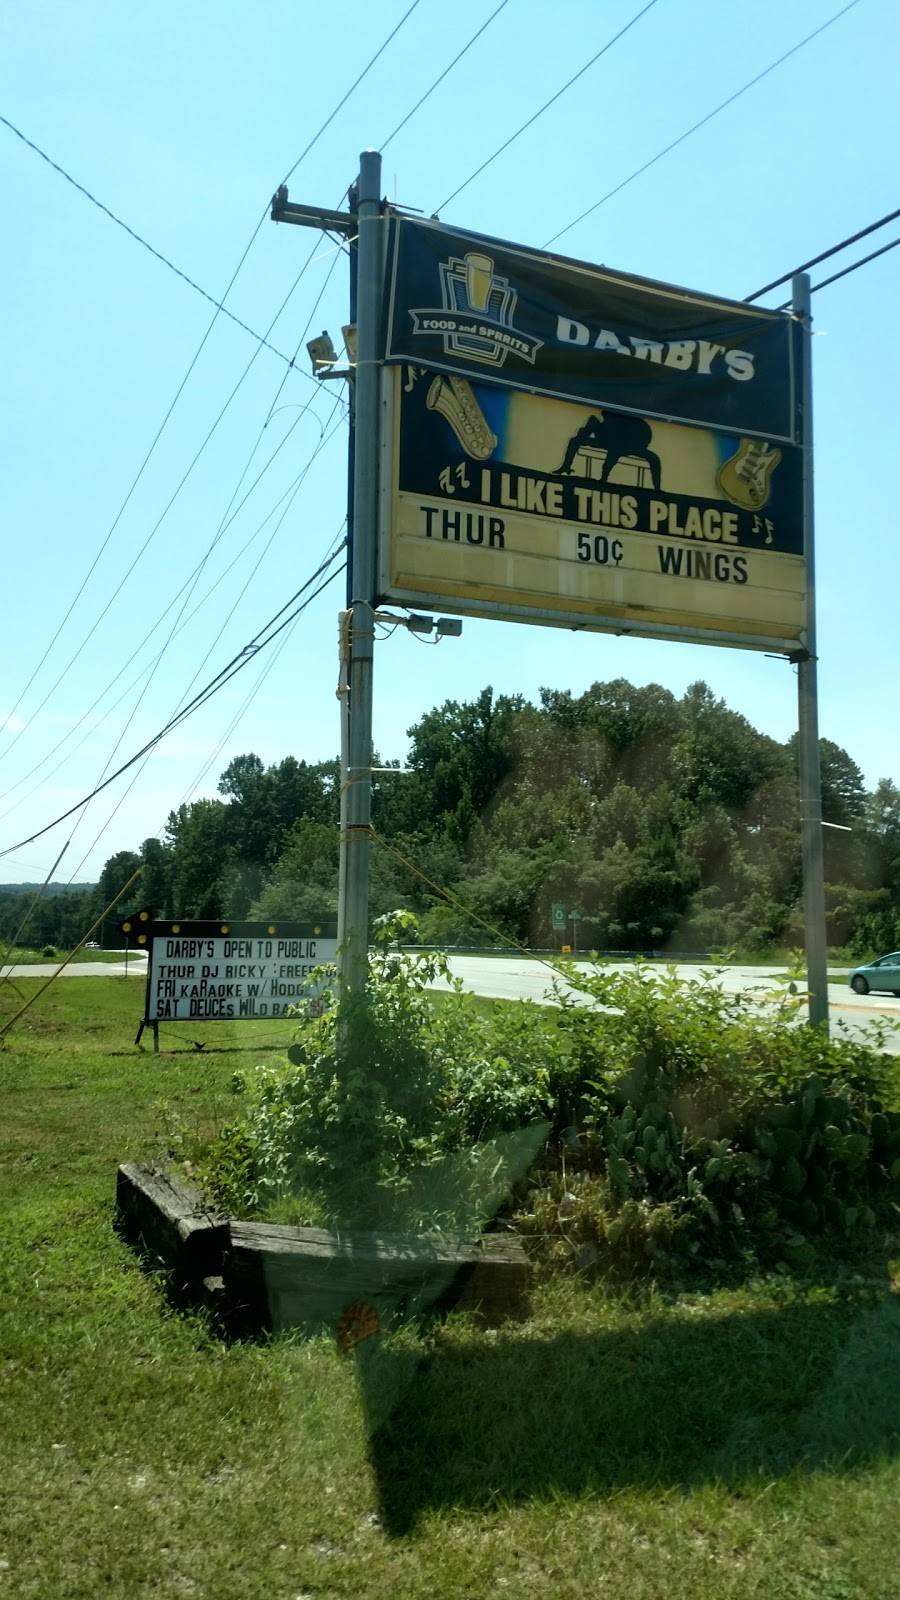 FOOD and SPRRITS
DARBY'S
I LIKE THIS PLACE
THUR 50¢ WINGS
DARBY'S OPEN TO PUBLIC
THUR DJ RICKY :
FRI KARAOKE W/
SAT DEUCES WILD